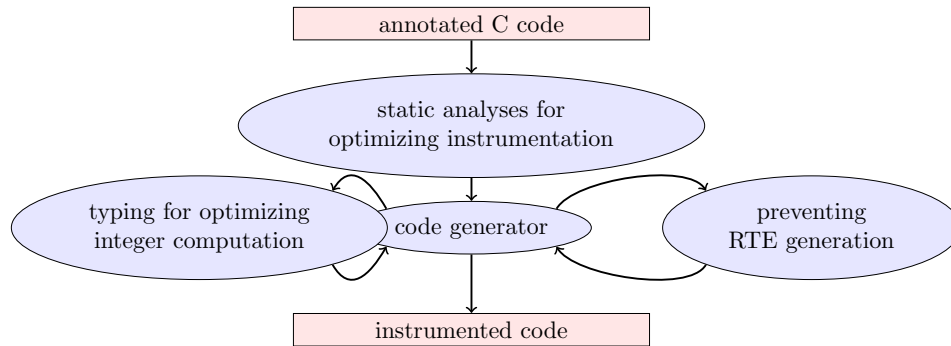 annotated C code
static analyses for
optimizing instrumentation
typing for optimizing
integer computation
code generator
preventing
RTE generation
instrumented code